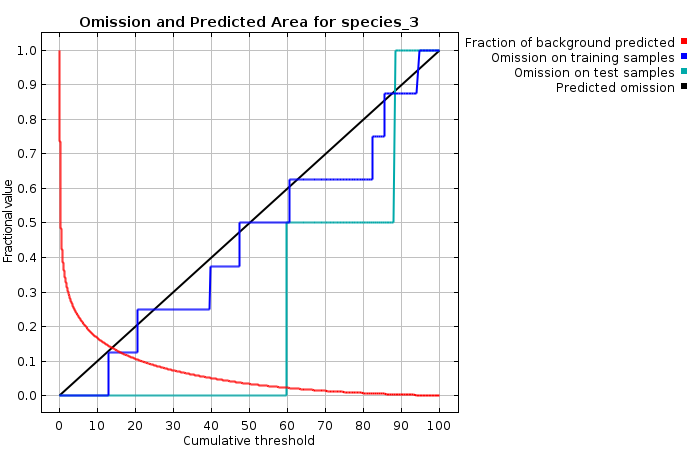 Omission and Predicted Area for species_3
Fraction of background predicted
Omission on training samples
Omission on test samples
Predicted omission
Fractional value
1.0
0.9
0.8
0.7
0.6
0.5
0.4
0.3
0.2
0.1
0.0
0 10 20 30 40 50 60 70 80 90 100
Cumulative threshold